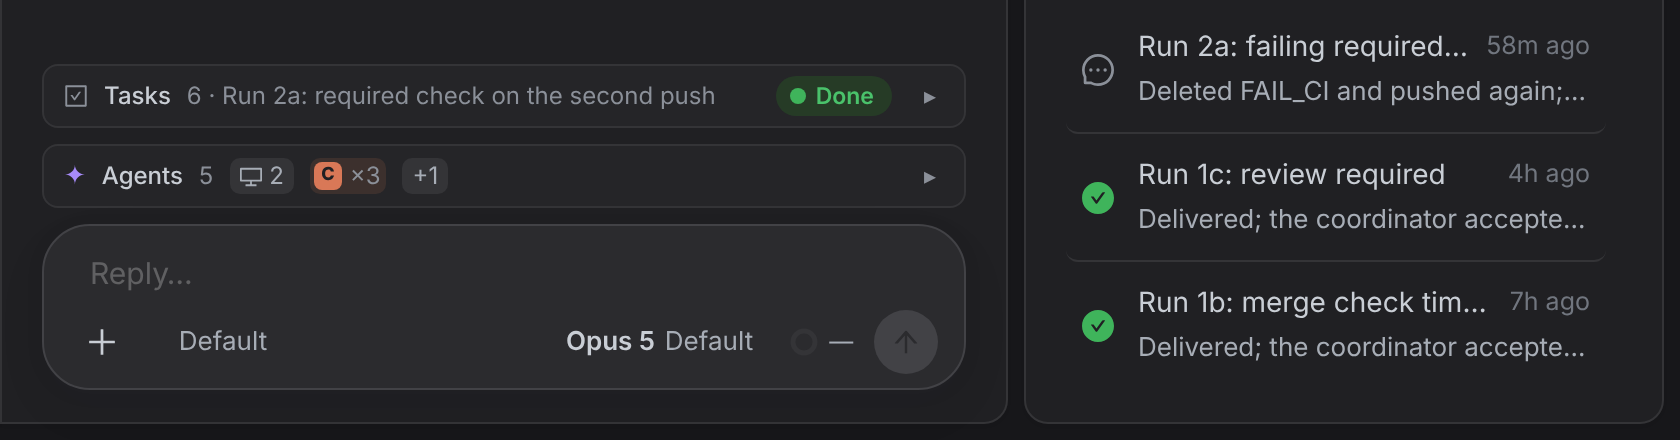 Tasks 6 · Run 2a: required check on the second push Done
Agents 5 2 C ×3 +1
Reply...
Default Opus 5 Default
Run 2a: failing required... 58m ago
Deleted FAIL_CI and pushed again;...
Run 1c: review required 4h ago
Delivered; the coordinator accepte...
Run 1b: merge check tim... 7h ago
Delivered; the coordinator accepte...